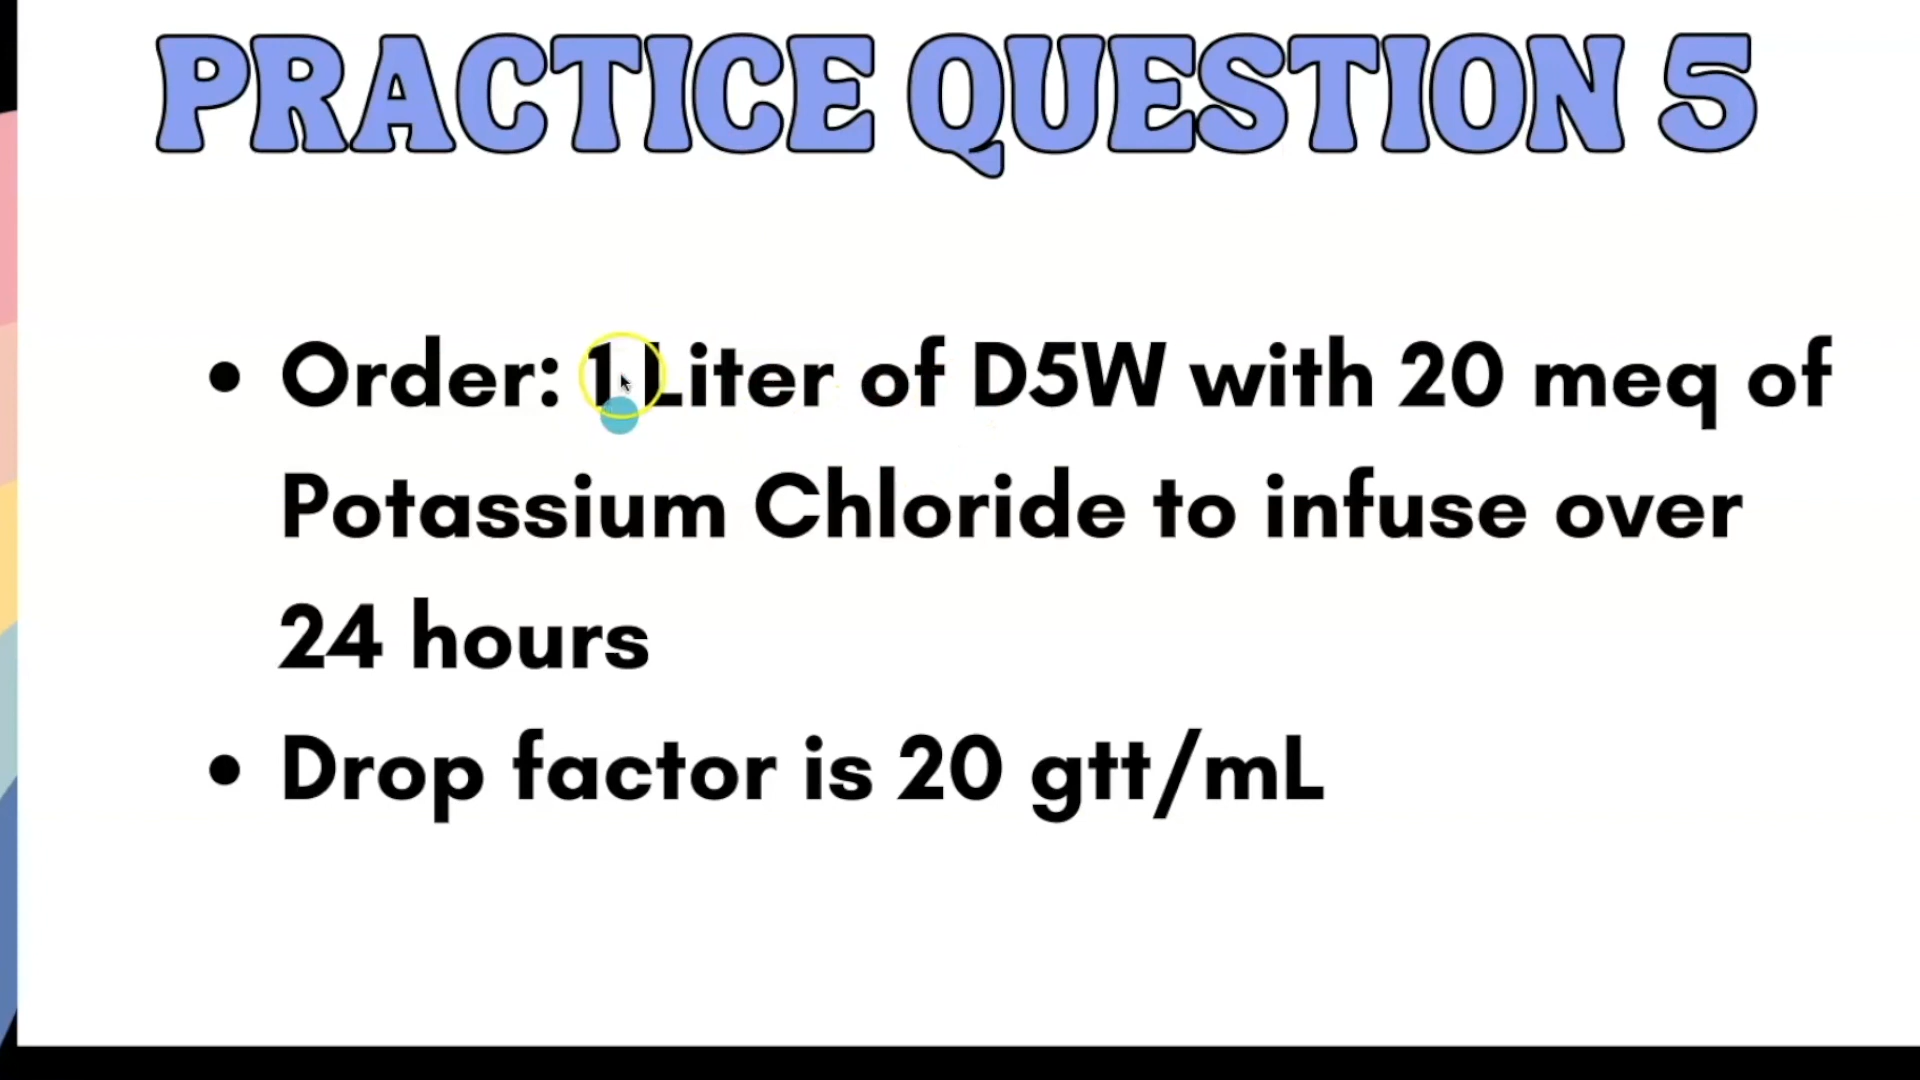 PRACTICE QUESTION 5
• Order: 1 Liter of D5W with 20 meq of
Potassium Chloride to infuse over
24 hours
• Drop factor is 20 gtt/mL